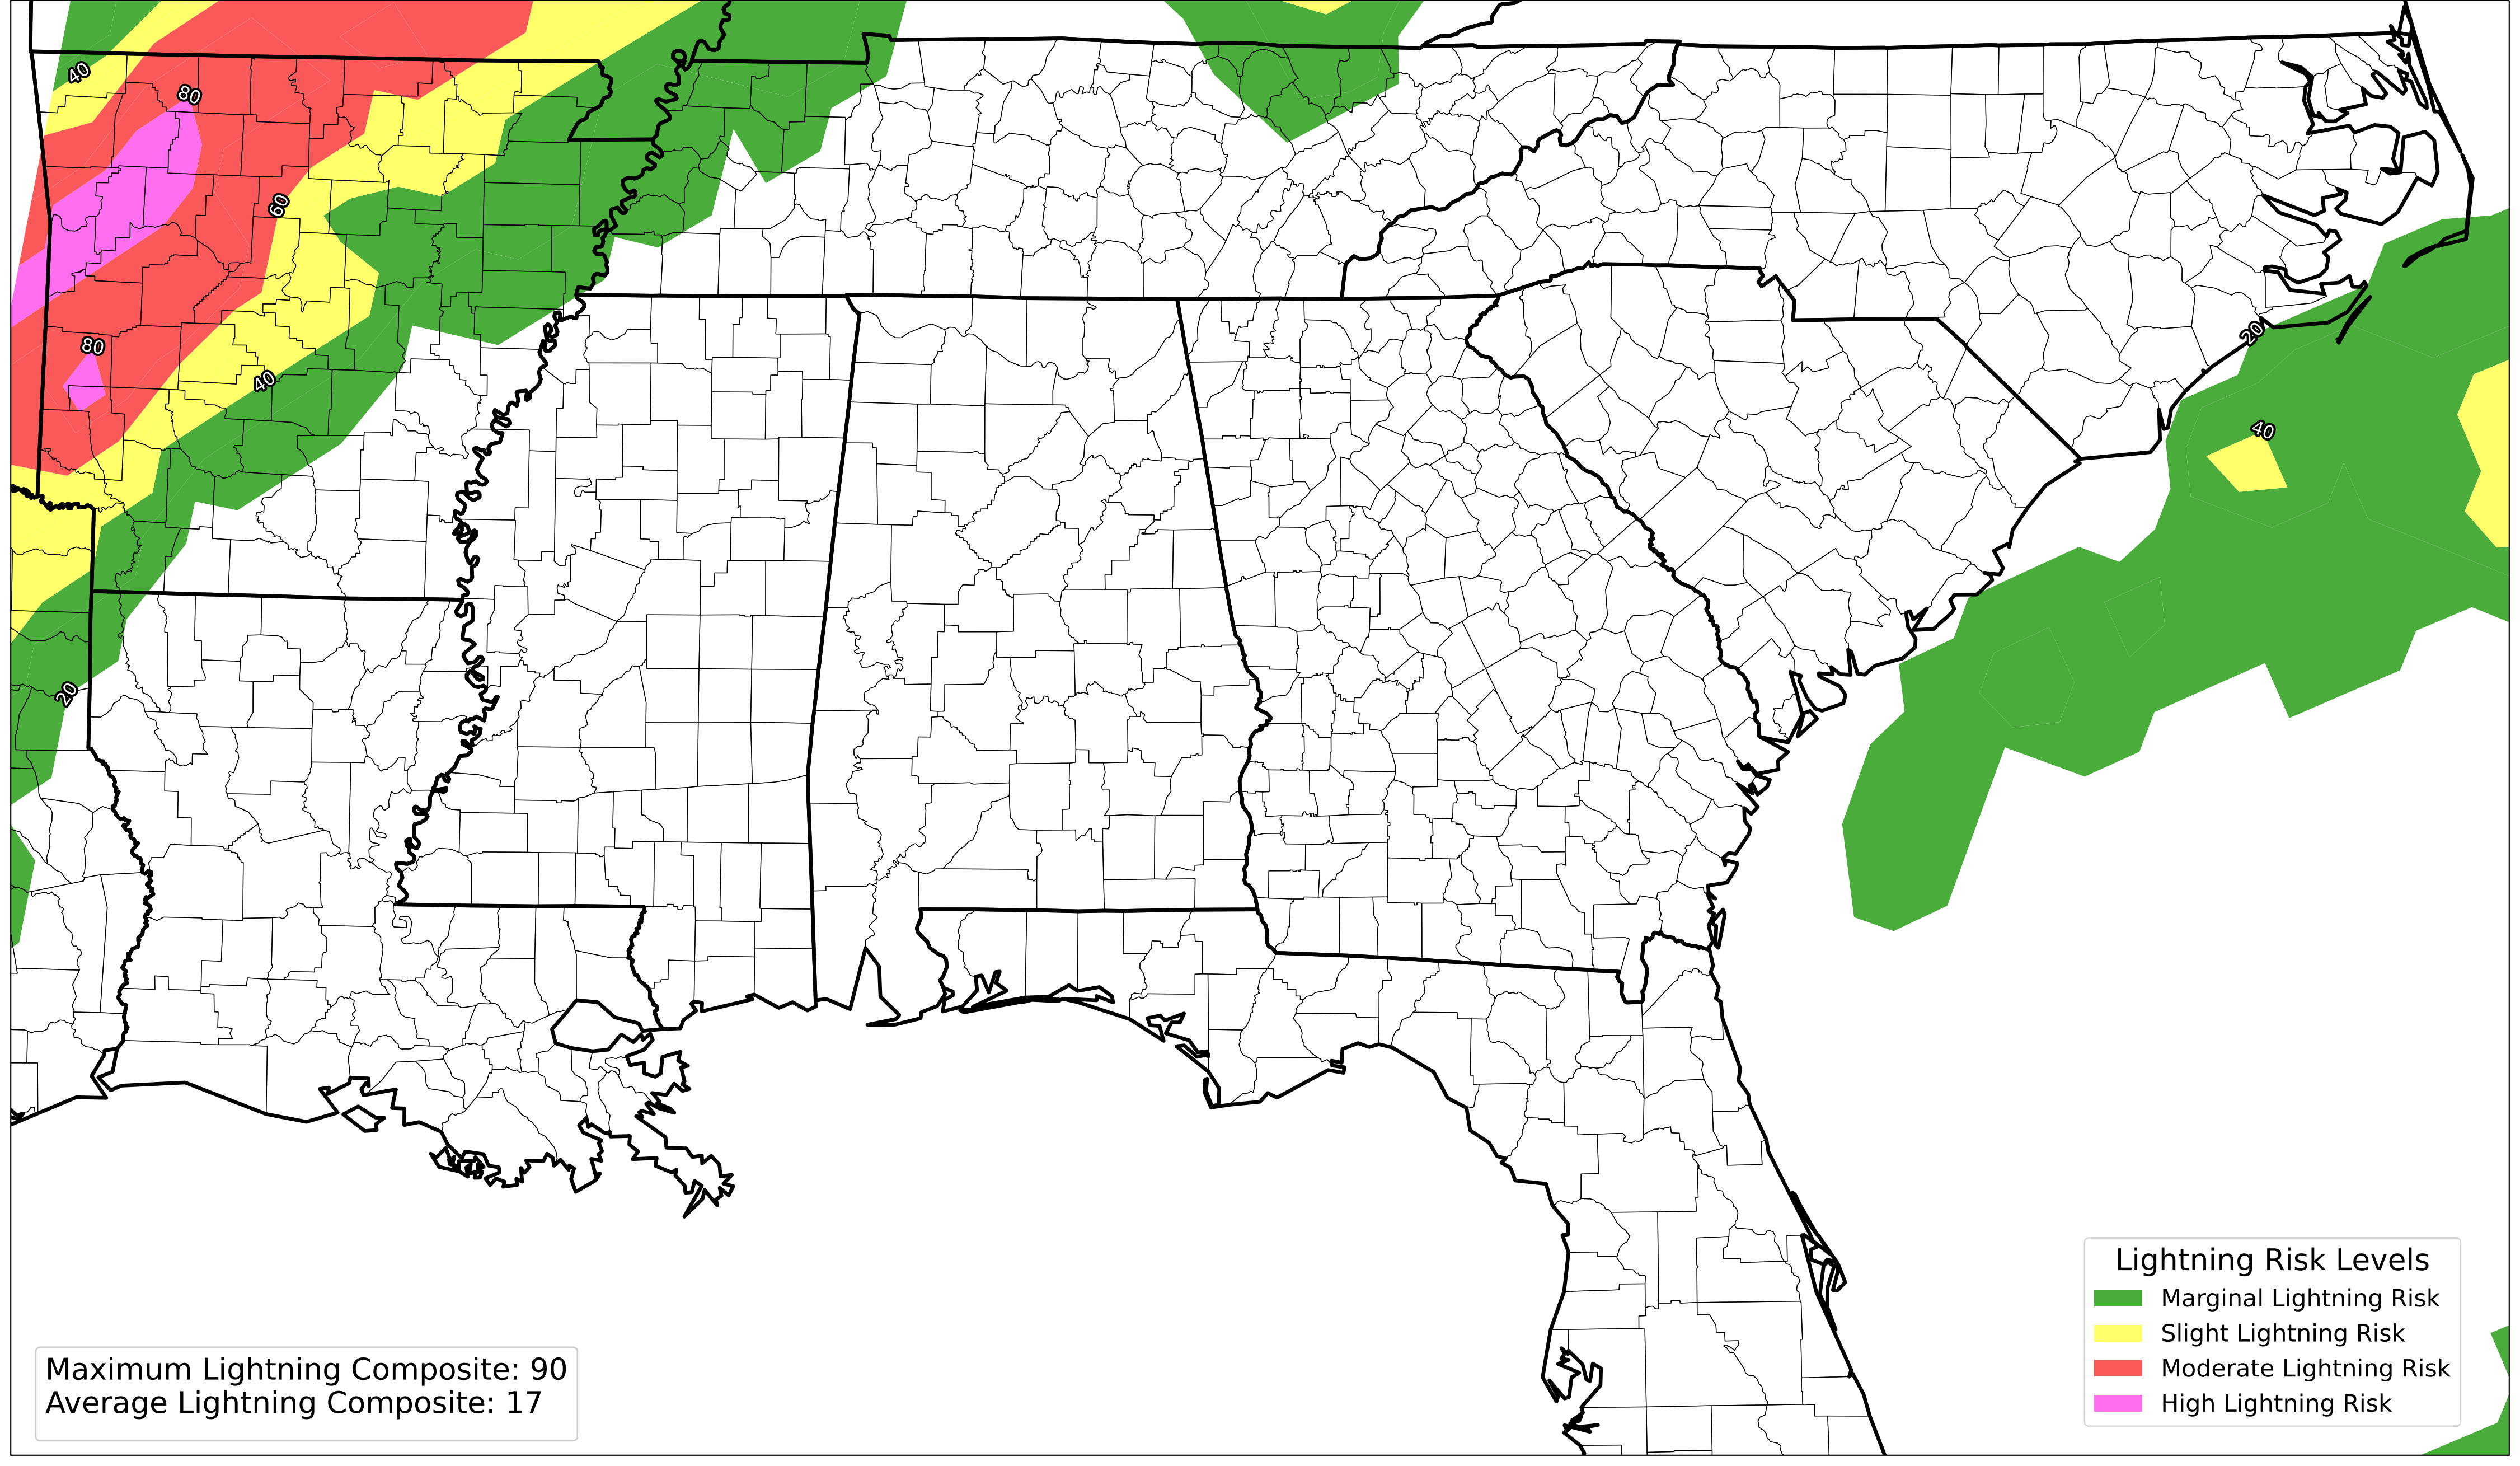 40
80
60
80
20
40
40
20
Lightning Risk Levels
Marginal Lightning Risk
Slight Lightning Risk
Moderate Lightning Risk
High Lightning Risk
Maximum Lightning Composite: 90
Average Lightning Composite: 17